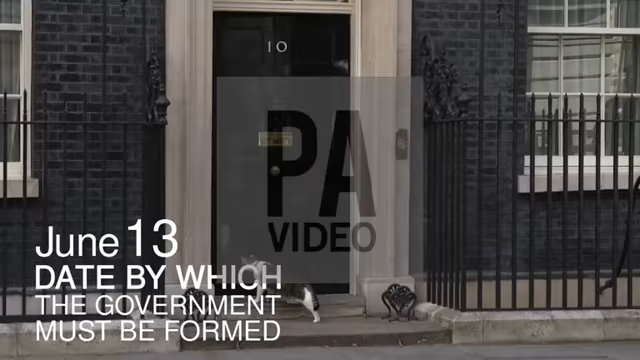 10
PA
VIDEO
June 13
DATE BY WHICH
THE GOVERNMENT
MUST BE FORMED